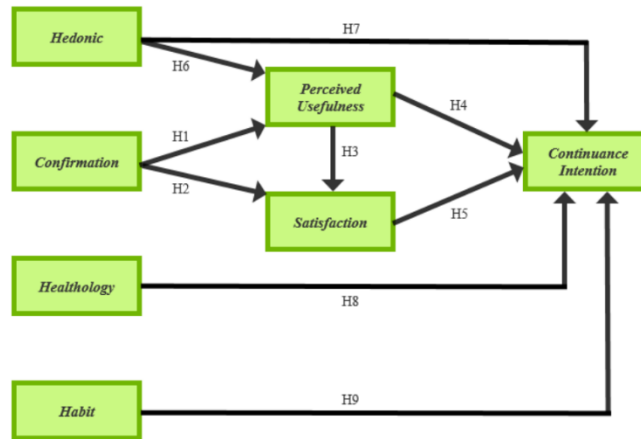 H7
Hedonic
H6
Perceived
Usefulness
H4
H1
Confirmation
H3
Continuance
Intention
H2
Satisfaction
H5
Healthology
H8
H9
Habit